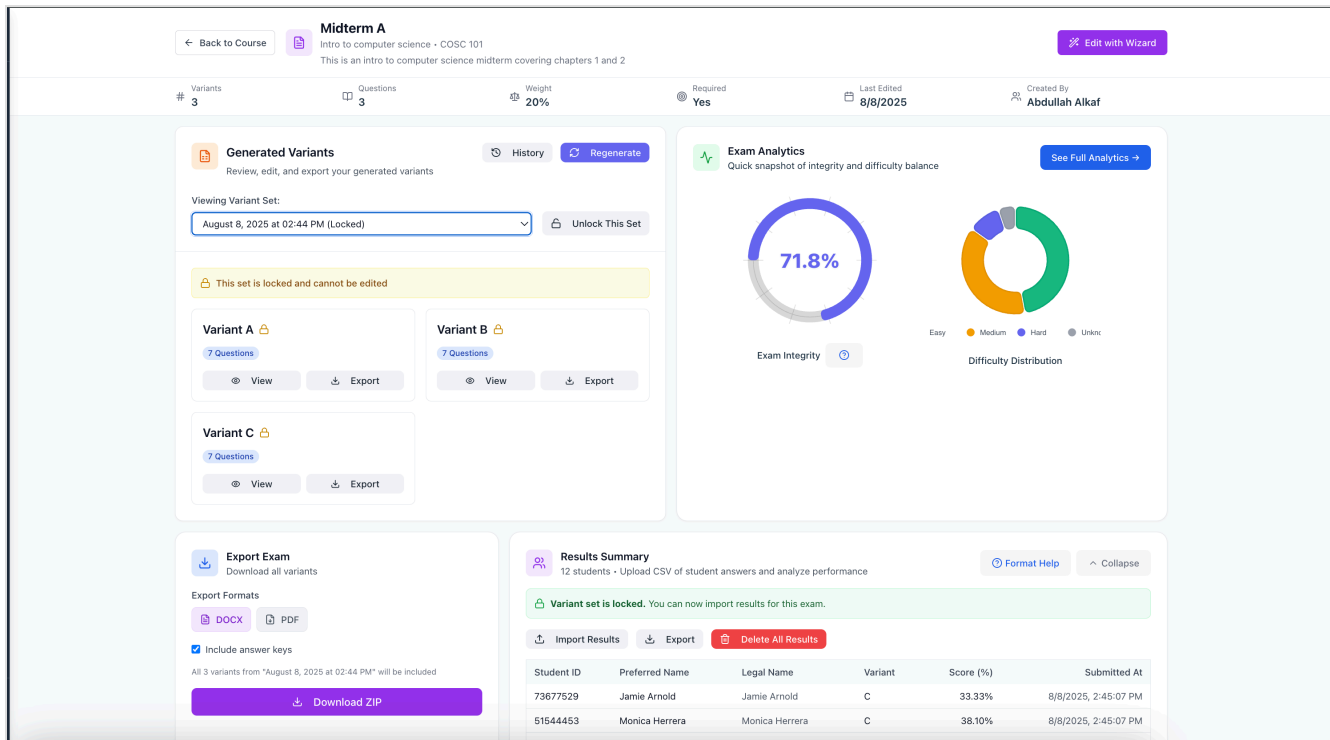 Back to Course
Midterm A
Intro to computer science • COSC 101
This is an intro to computer science midterm covering chapters 1 and 2
Edit with Wizard
Variants
3
Questions
3
Weight
20%
Required
Yes
Last Edited
8/8/2025
Created By
Abdullah Alkaf
Generated Variants
Review, edit, and export your generated variants
History
Regenerate
Viewing Variant Set:
August 8, 2025 at 02:44 PM (Locked)
Unlock This Set
This set is locked and cannot be edited
Variant A
7 Questions
View
Export
Variant B
7 Questions
View
Export
Variant C
7 Questions
View
Export
Exam Analytics
Quick snapshot of integrity and difficulty balance
See Full Analytics →
71.8%
Exam Integrity
Easy Medium Hard Unknc
Difficulty Distribution
Export Exam
Download all variants
Export Formats
DOCX
PDF
Include answer keys
All 3 variants from "August 8, 2025 at 02:44 PM" will be included
Download ZIP
Results Summary
12 students • Upload CSV of student answers and analyze performance
Format Help
Collapse
Variant set is locked. You can now import results for this exam.
Import Results
Export
Delete All Results
Student ID Preferred Name Legal Name Variant Score (%) Submitted At
73677529 Jamie Arnold Jamie Arnold C 33.33% 8/8/2025, 2:45:07 PM
51544453 Monica Herrera Monica Herrera C 38.10% 8/8/2025, 2:45:07 PM